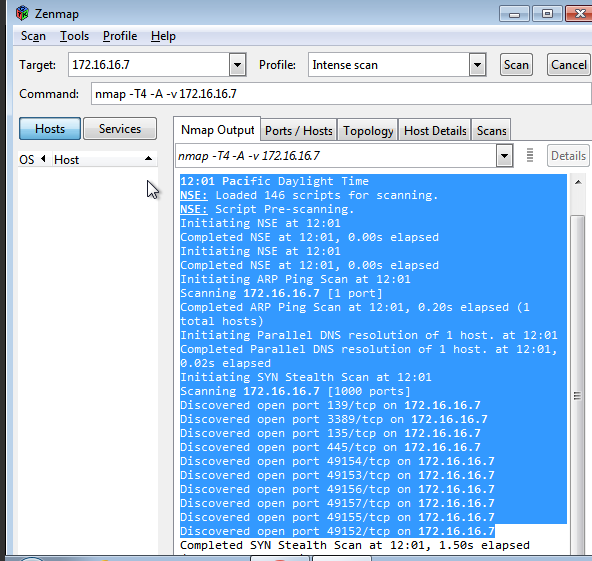 Zenmap
Scan Tools Profile Help
Target: 172.16.16.7 Profile: Intense scan Scan Cancel
Command: nmap -T4 -A -v 172.16.16.7
Hosts Services
Nmap Output Ports / Hosts Topology Host Details Scans
OS Host
nmap -T4 -A -v 172.16.16.7 Details
12:01 Pacific Daylight Time
NSE: Loaded 146 scripts for scanning.
NSE: Script Pre-scanning.
Initiating NSE at 12:01
Completed NSE at 12:01, 0.00s elapsed
Initiating NSE at 12:01
Completed NSE at 12:01, 0.00s elapsed
Initiating ARP Ping Scan at 12:01
Scanning 172.16.16.7 [1 port]
Completed ARP Ping Scan at 12:01, 0.20s elapsed (1
total hosts)
Initiating Parallel DNS resolution of 1 host. at 12:01
Completed Parallel DNS resolution of 1 host. at 12:01,
0.02s elapsed
Initiating SYN Stealth Scan at 12:01
Scanning 172.16.16.7 [1000 ports]
Discovered open port 139/tcp on 172.16.16.7
Discovered open port 3389/tcp on 172.16.16.7
Discovered open port 135/tcp on 172.16.16.7
Discovered open port 445/tcp on 172.16.16.7
Discovered open port 49154/tcp on 172.16.16.7
Discovered open port 49153/tcp on 172.16.16.7
Discovered open port 49156/tcp on 172.16.16.7
Discovered open port 49157/tcp on 172.16.16.7
Discovered open port 49155/tcp on 172.16.16.7
Discovered open port 49152/tcp on 172.16.16.7
Completed SYN Stealth Scan at 12:01, 1.50s elapsed